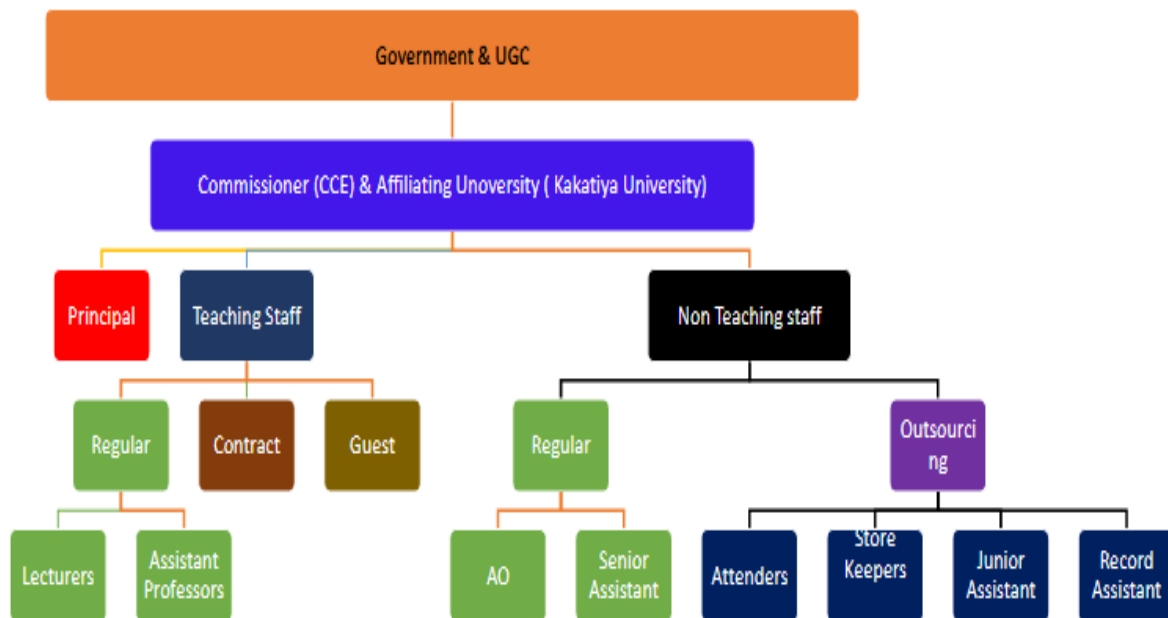 Government & UGC
Commissioner (CCE) & Affiliating Unoversity ( Kakatiya University)
Principal
Teaching Staff
Non Teaching staff
Regular
Contract
Guest
Regular
Outsourci
ng
Lecturers
Assistant
Professors
AO
Senior
Assistant
Attenders
Store
Keepers
Junior
Assistant
Record
Assistant